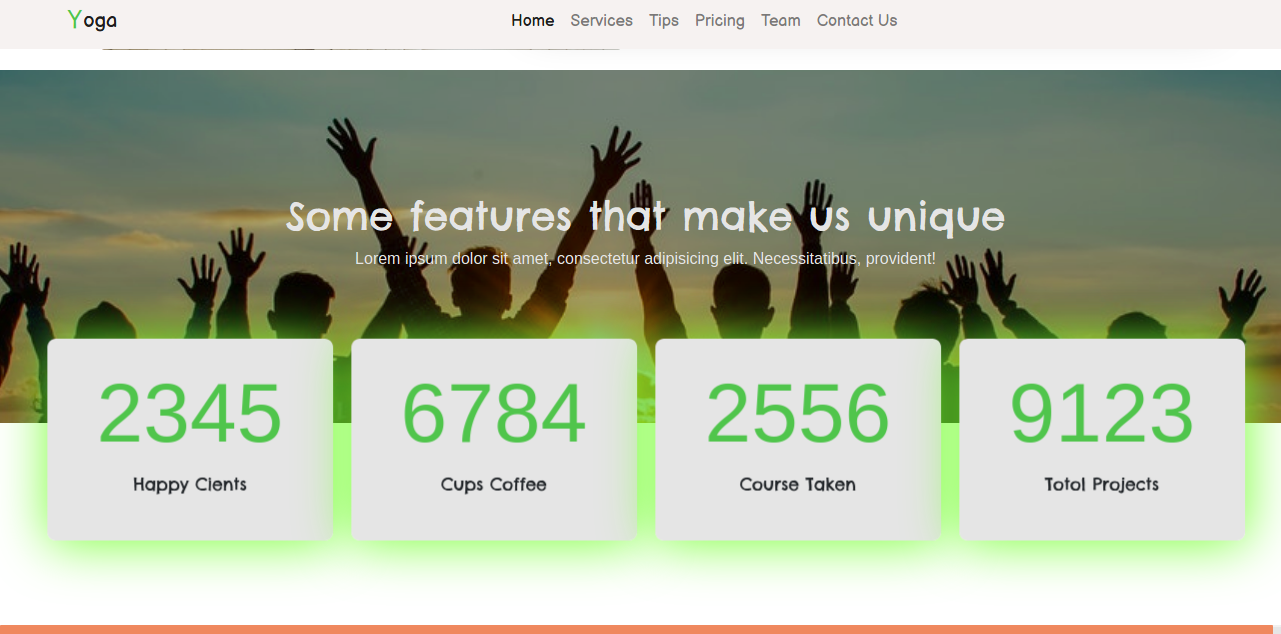 Yoga Home Services Tips Pricing Team Contact Us
Some features that make us unique
Lorem ipsum dolor sit amet, consectetur adipisicing elit. Necessitatibus, provident!
2345 6784 2556 9123
Happy Cients Cups Coffee Course Taken Totol Projects